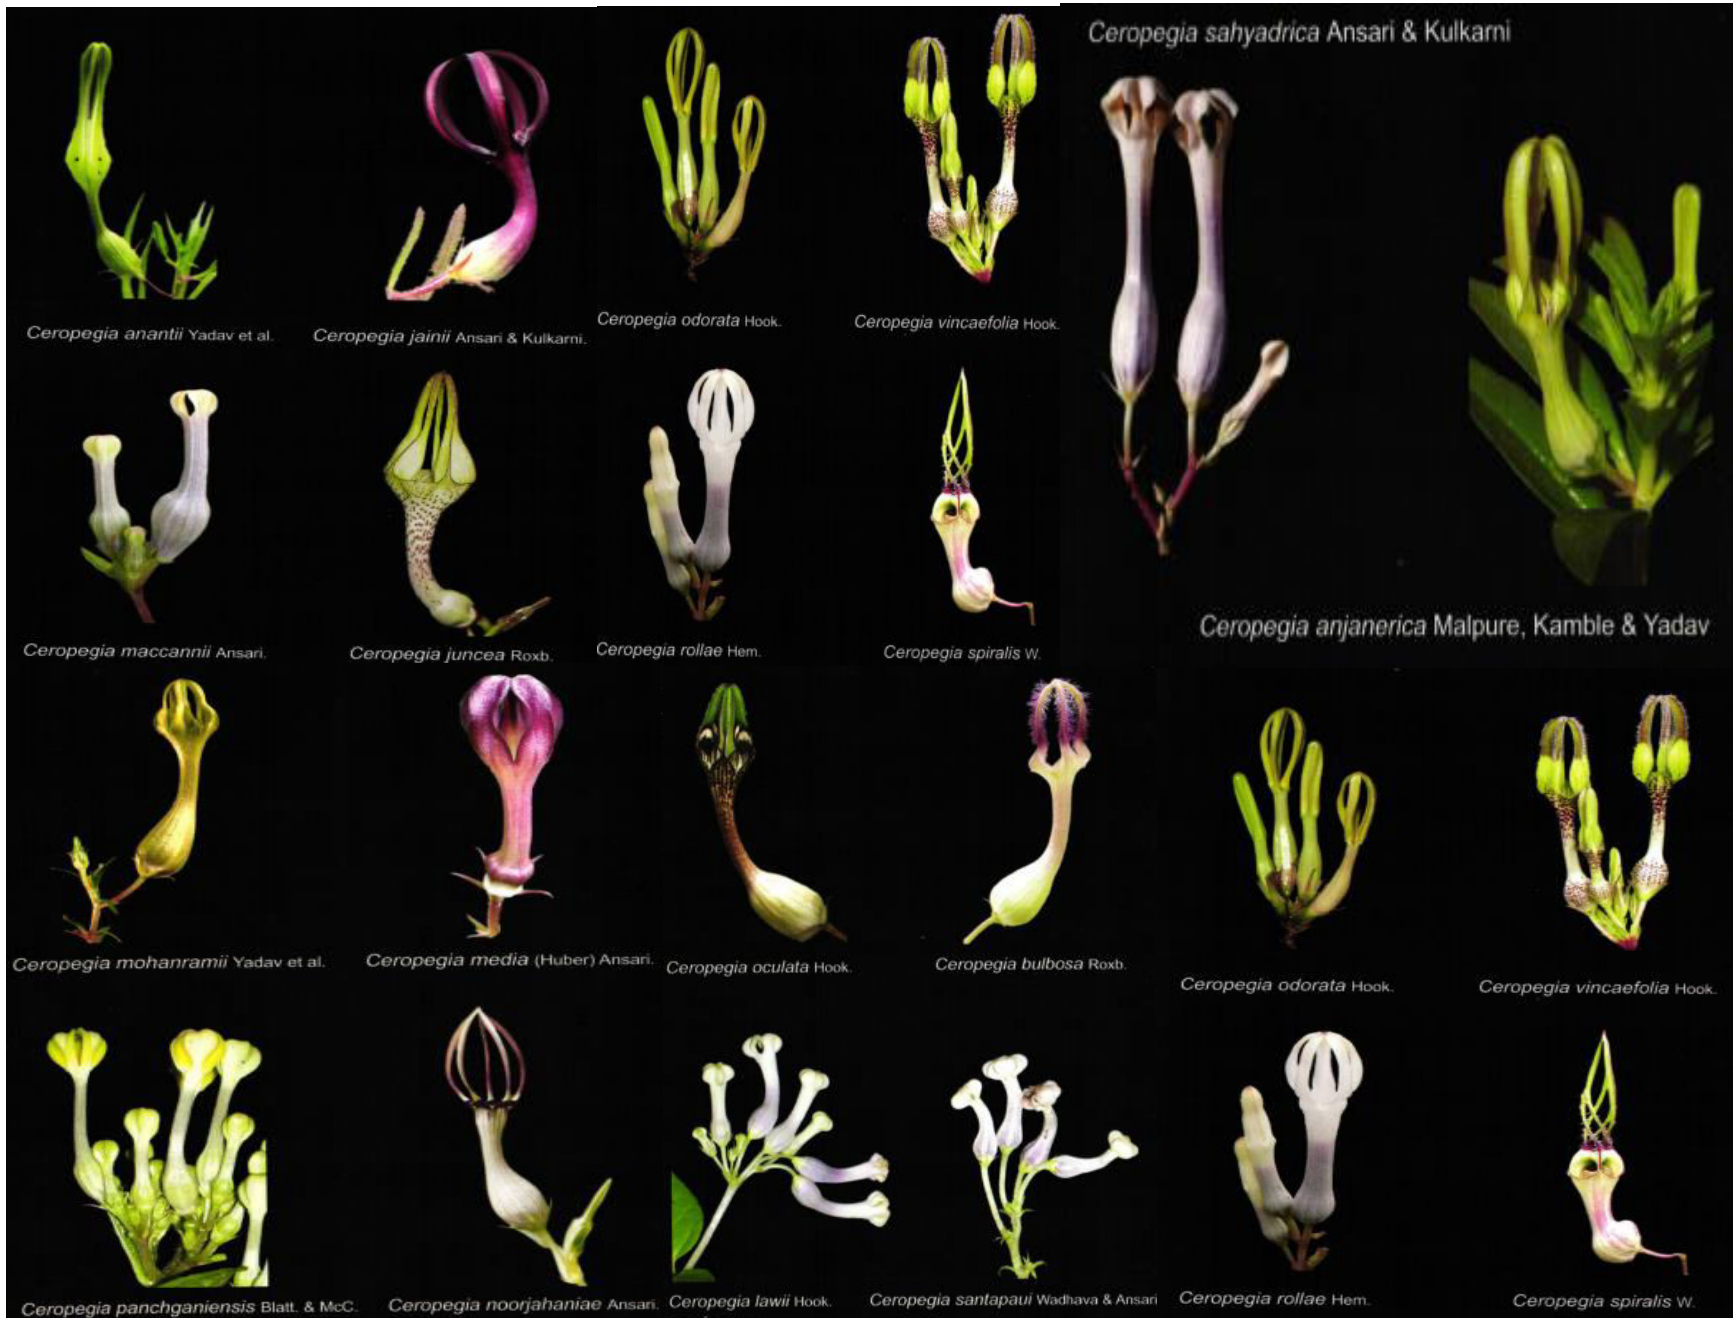 Ceropegia sahyadrica Ansari & Kulkarni
Ceropegia anantii Yadav et al.
Ceropegia jainii Ansari & Kulkarni.
Ceropegia odorata Hook.
Ceropegia vincaefolia Hook.
Ceropegia anjanerica Malpure, Kamble & Yadav
Ceropegia maccannii Ansari.
Ceropegia juncea Roxb.
Ceropegia rollae Hem.
Ceropegia spiralis W.
Ceropegia mohanramii Yadav et al.
Ceropegia media (Huber) Ansari.
Ceropegia oculata Hook.
Ceropegia bulbosa Roxb.
Ceropegia odorata Hook.
Ceropegia vincaefolia Hook.
Ceropegia panchganiensis Blatt. & McC.
Ceropegia noorjahaniae Ansari.
Ceropegia lawii Hook.
Ceropegia santapaui Wadhava & Ansari
Ceropegia rollae Hem.
Ceropegia spiralis W.